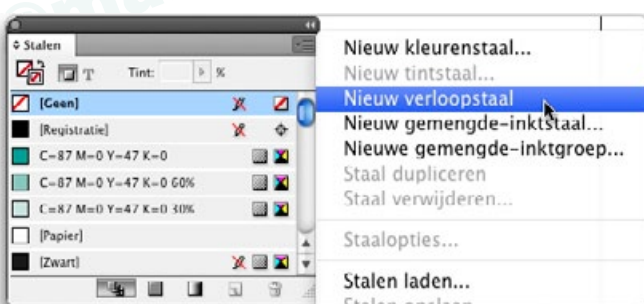 Stalen
T Tint: %
[Geen]
[Registratie]
C=87 M=0 Y=47 K=0
C=87 M=0 Y=47 K=0 60%
C=87 M=0 Y=47 K=0 30%
[Papier]
[Zwart]
Nieuw kleurenstaal...
Nieuw tintstaal...
Nieuw verloopstaal
Nieuw gemengde-inktstaal...
Nieuwe gemengde-inktgroep...
Staal dupliceren
Staal verwijderen...
Staalopties...
Stalen laden...
Stalen opslaan